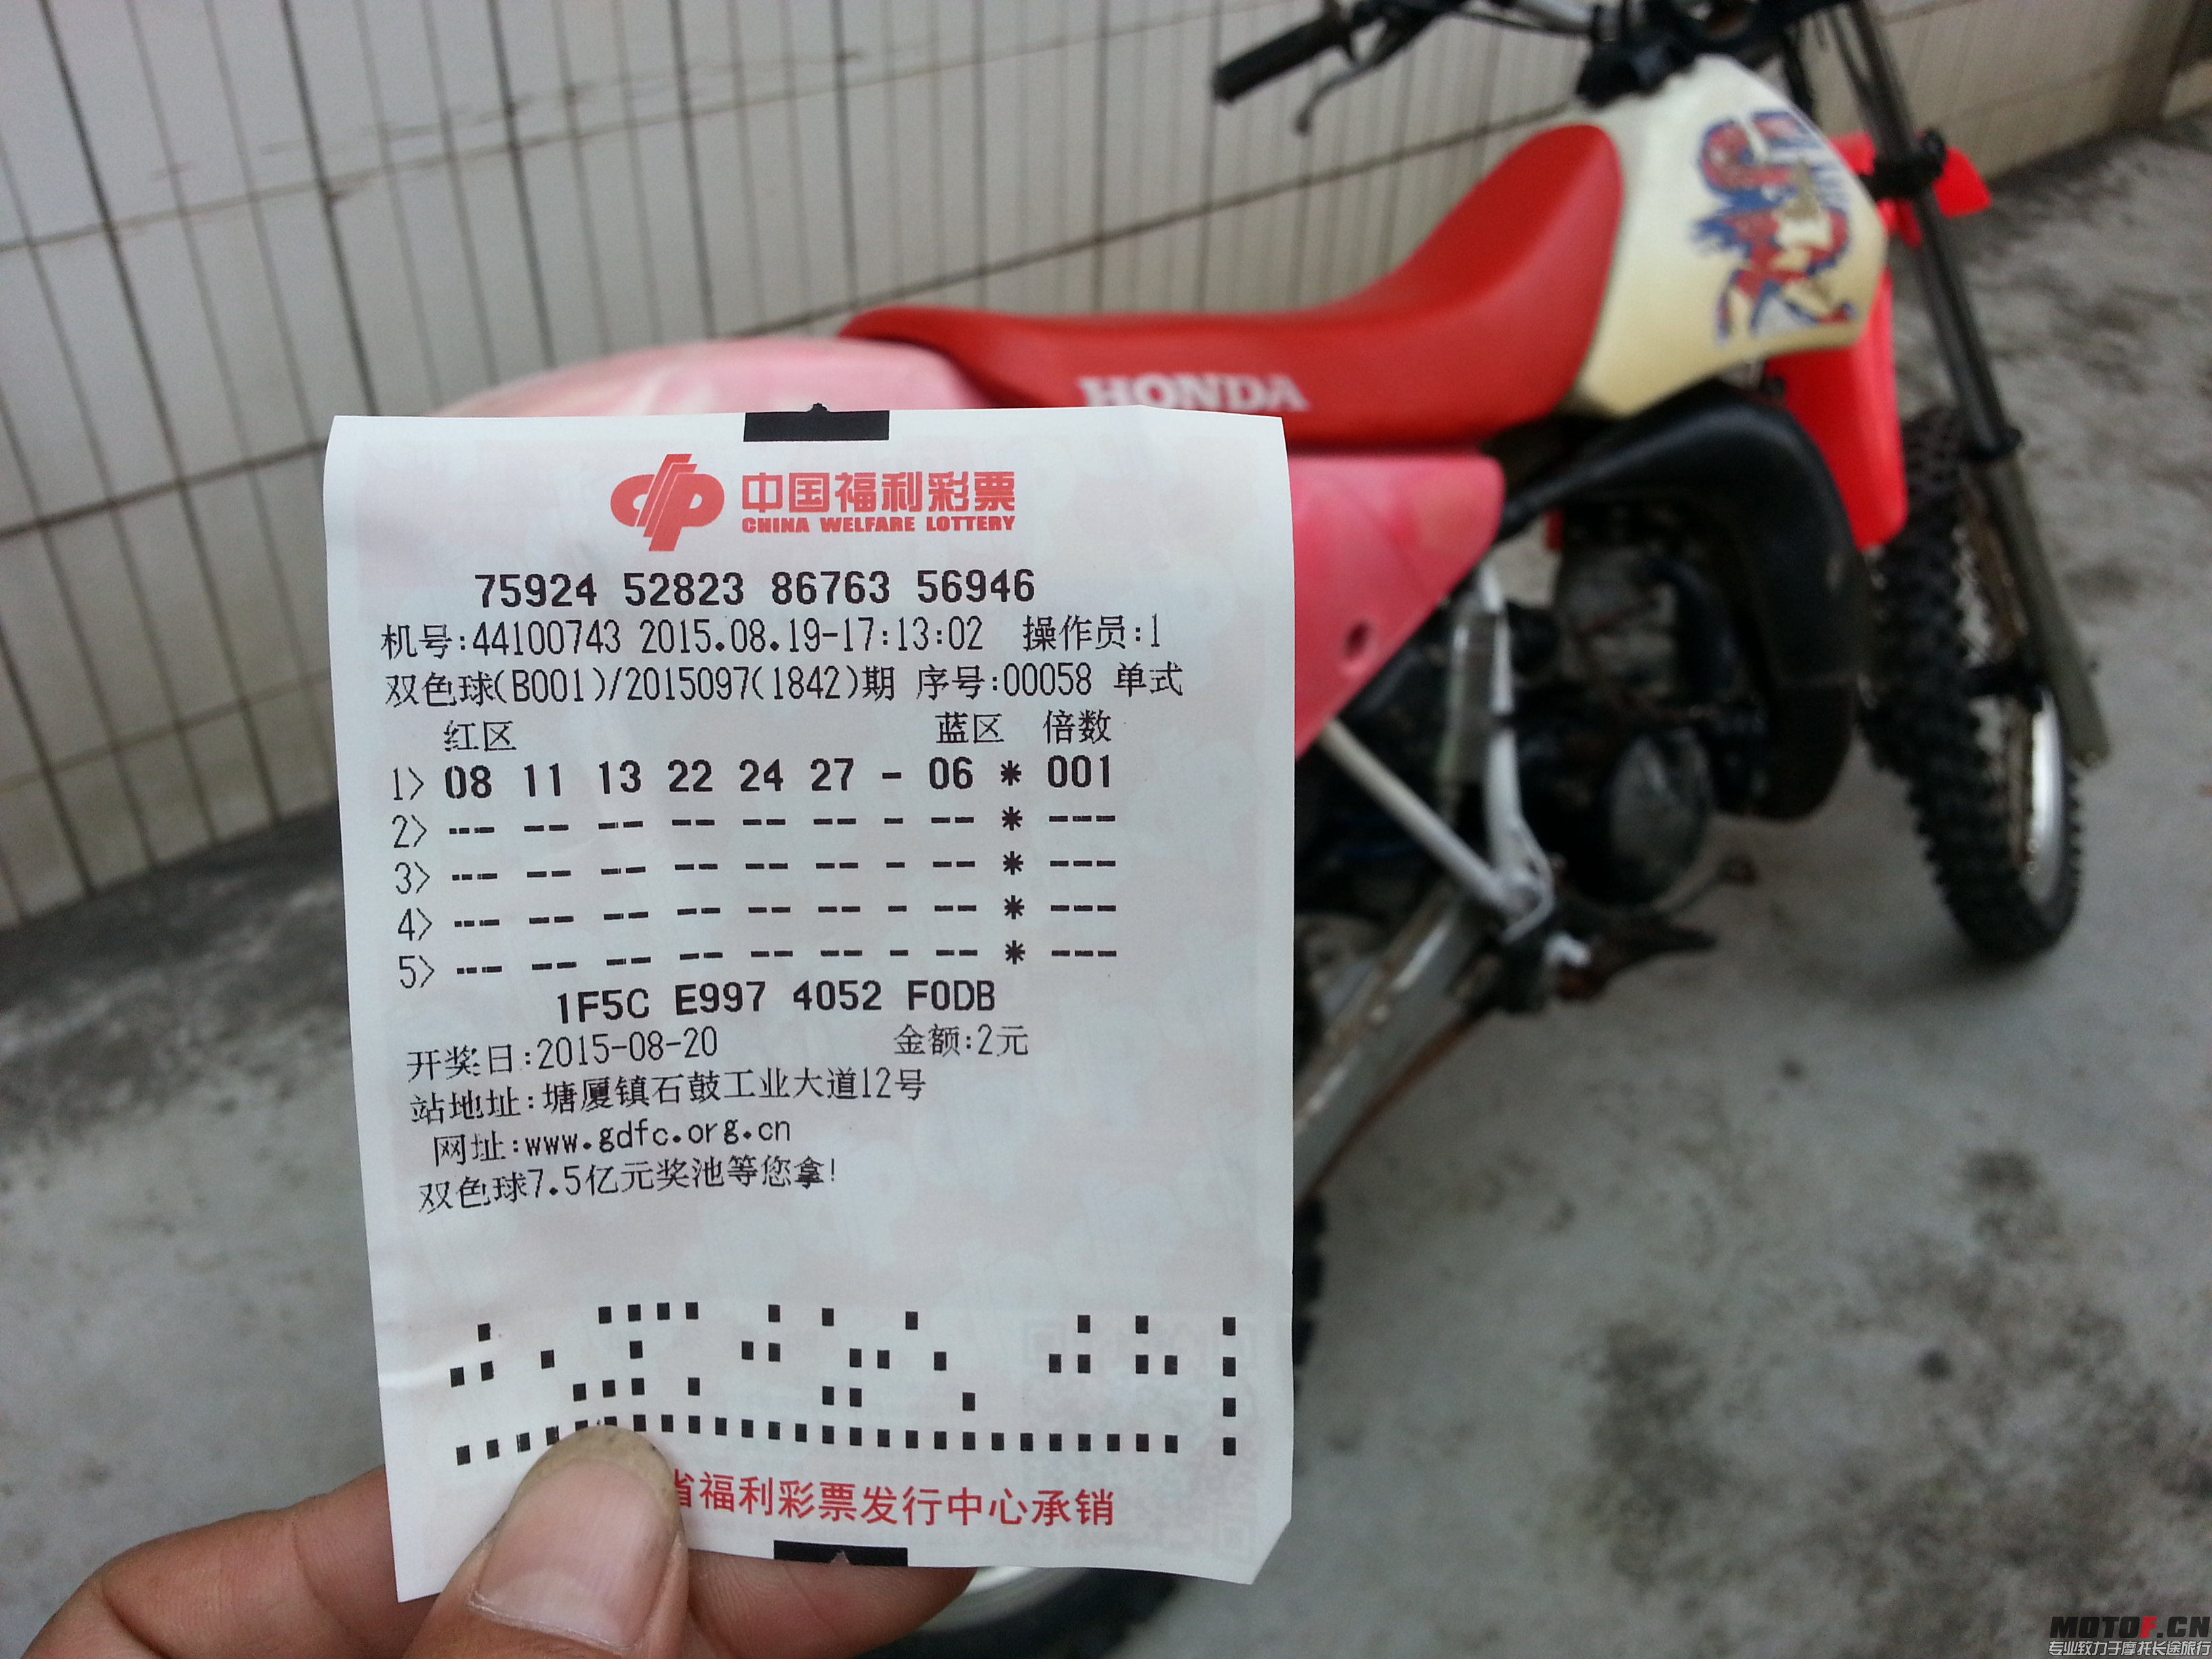 HONDA
中国福利彩票
CHINA WELFARE LOTTERY
75924 52823 86763 56946
机号:44100743 2015.08.19-17:13:02 操作员:1
双色球(B001)/2015097(1842)期 序号:00058 单式
红区 蓝区 倍数
1> 08 11 13 22 24 27 - 06 * 001
2> -- -- -- -- -- -- - -- * ---
3> -- -- -- -- -- -- - -- * ---
4> -- -- -- -- -- -- - -- * ---
5> -- -- -- -- -- -- - -- * ---
1F5C E997 4052 F0DB
开奖日:2015-08-20 金额:2元
站地址:塘厦镇石鼓工业大道12号
网址:www.gdfc.org.cn
双色球7.5亿元奖池等您拿!
省福利彩票发行中心承销
MOTOF.CN
专业致力于摩托长途旅行